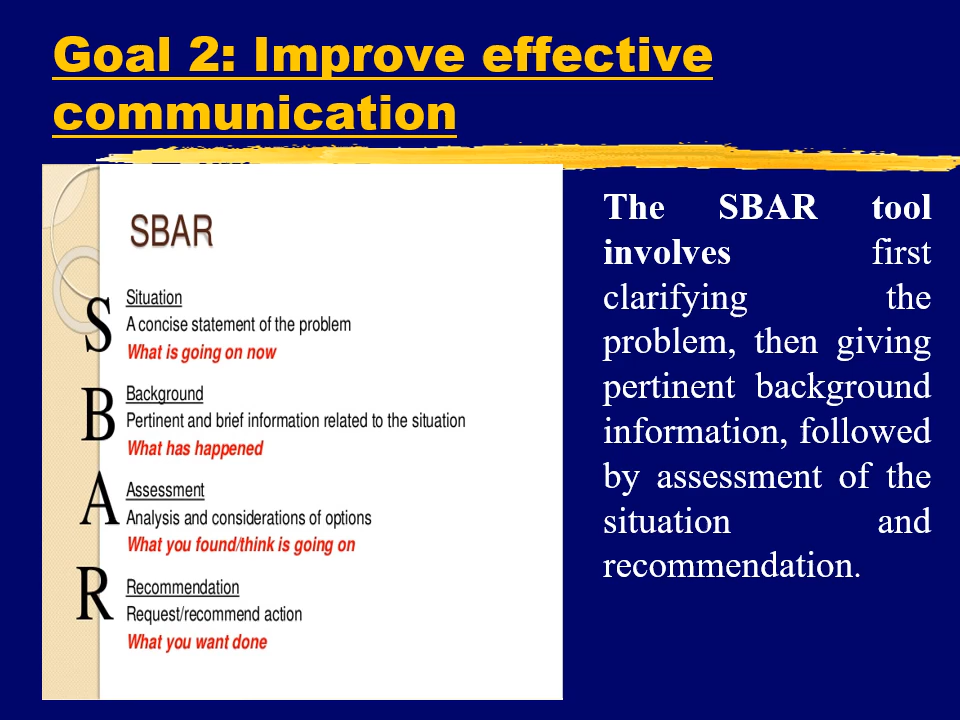 Goal 2: Improve effective
communication
SBAR
S
Situation
A concise statement of the problem
What is going on now
B
Background
Pertinent and brief information related to the situation
What has happened
A
Assessment
Analysis and considerations of options
What you found/think is going on
R
Recommendation
Request/recommend action
What you want done
The SBAR tool
involves first
clarifying the
problem, then giving
pertinent background
information, followed
by assessment of the
situation and
recommendation.